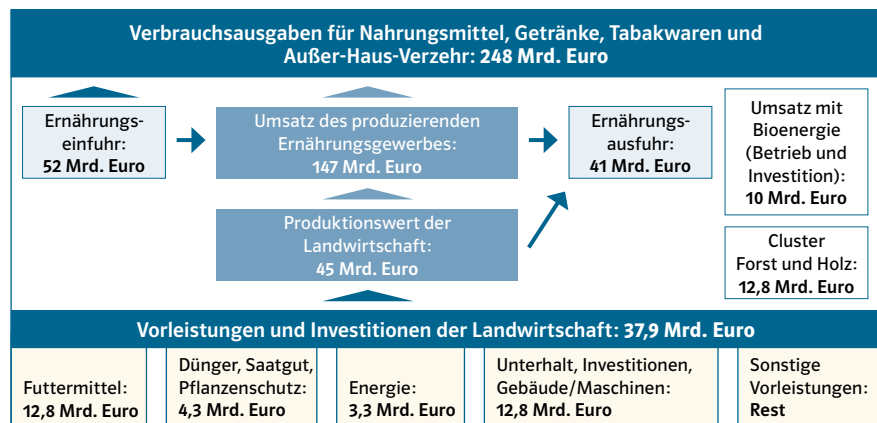 Verbrauchsausgaben für Nahrungsmittel, Getränke, Tabakwaren und
Außer-Haus-Verzehr: 248 Mrd. Euro
Ernährungs-
einfuhr:
52 Mrd. Euro
Umsatz des produzierenden
Ernährungsgewerbes:
147 Mrd. Euro
Ernährungs-
ausfuhr:
41 Mrd. Euro
Umsatz mit
Bioenergie
(Betrieb und
Investition):
10 Mrd. Euro
Produktionswert der
Landwirtschaft:
45 Mrd. Euro
Cluster
Forst und Holz:
12,8 Mrd. Euro
Vorleistungen und Investitionen der Landwirtschaft: 37,9 Mrd. Euro
Futtermittel:
12,8 Mrd. Euro
Dünger, Saatgut,
Pflanzenschutz:
4,3 Mrd. Euro
Energie:
3,3 Mrd. Euro
Unterhalt, Investitionen,
Gebäude/Maschinen:
12,8 Mrd. Euro
Sonstige
Vorleistungen:
Rest